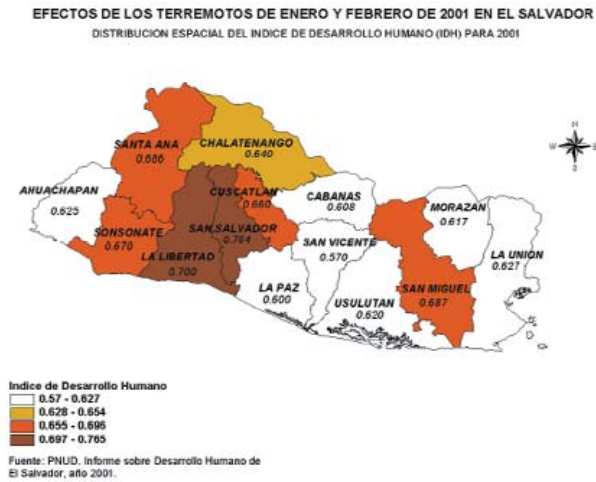 EFECTOS DE LOS TERREMOTOS DE ENERO Y FEBRERO DE 2001 EN EL SALVADOR
DISTRIBUCION ESPACIAL DEL INDICE DE DESARROLLO HUMANO (IDH) PARA 2001
N
W E
S
SANTA ANA
0.686
CHALATENANGO
0.640
AHUACHAPAN
0.625
CUSCATLAN
0.660
CABANAS
0.608
MORAZAN
0.617
SONSONATE
0.670
SAN SALVADOR
0.764
SAN VICENTE
0.570
LA UNION
0.627
LA LIBERTAD
0.700
LA PAZ
0.600
USULUTAN
0.620
SAN MIGUEL
0.687
Indice de Desarrollo Humano
0.57 - 0.627
0.628 - 0.654
0.655 - 0.696
0.697 - 0.765
Fuente: PNUD. Informe sobre Desarrollo Humano de
El Salvador, año 2001.